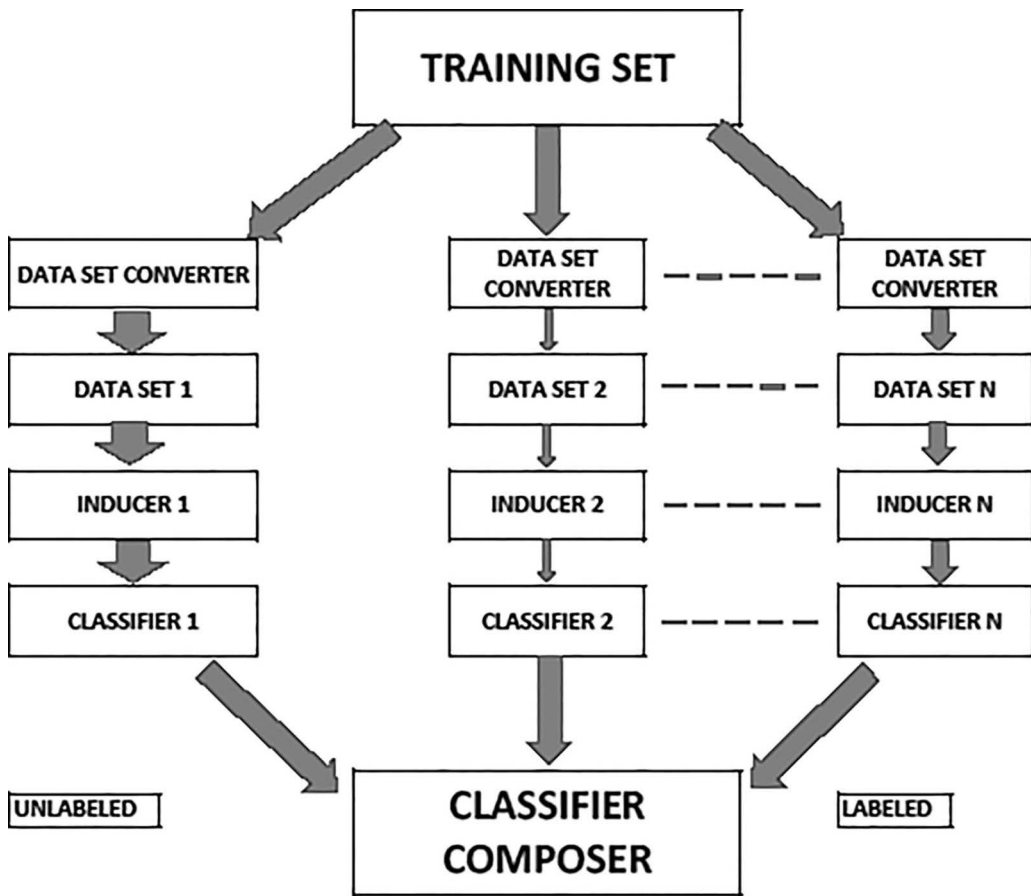 TRAINING SET
DATA SET CONVERTER
DATA SET
CONVERTER
DATA SET
CONVERTER
DATA SET 1
DATA SET 2
DATA SET N
INDUCER 1
INDUCER 2
INDUCER N
CLASSIFIER 1
CLASSIFIER 2
CLASSIFIER N
UNLABELED
CLASSIFIER
COMPOSER
LABELED